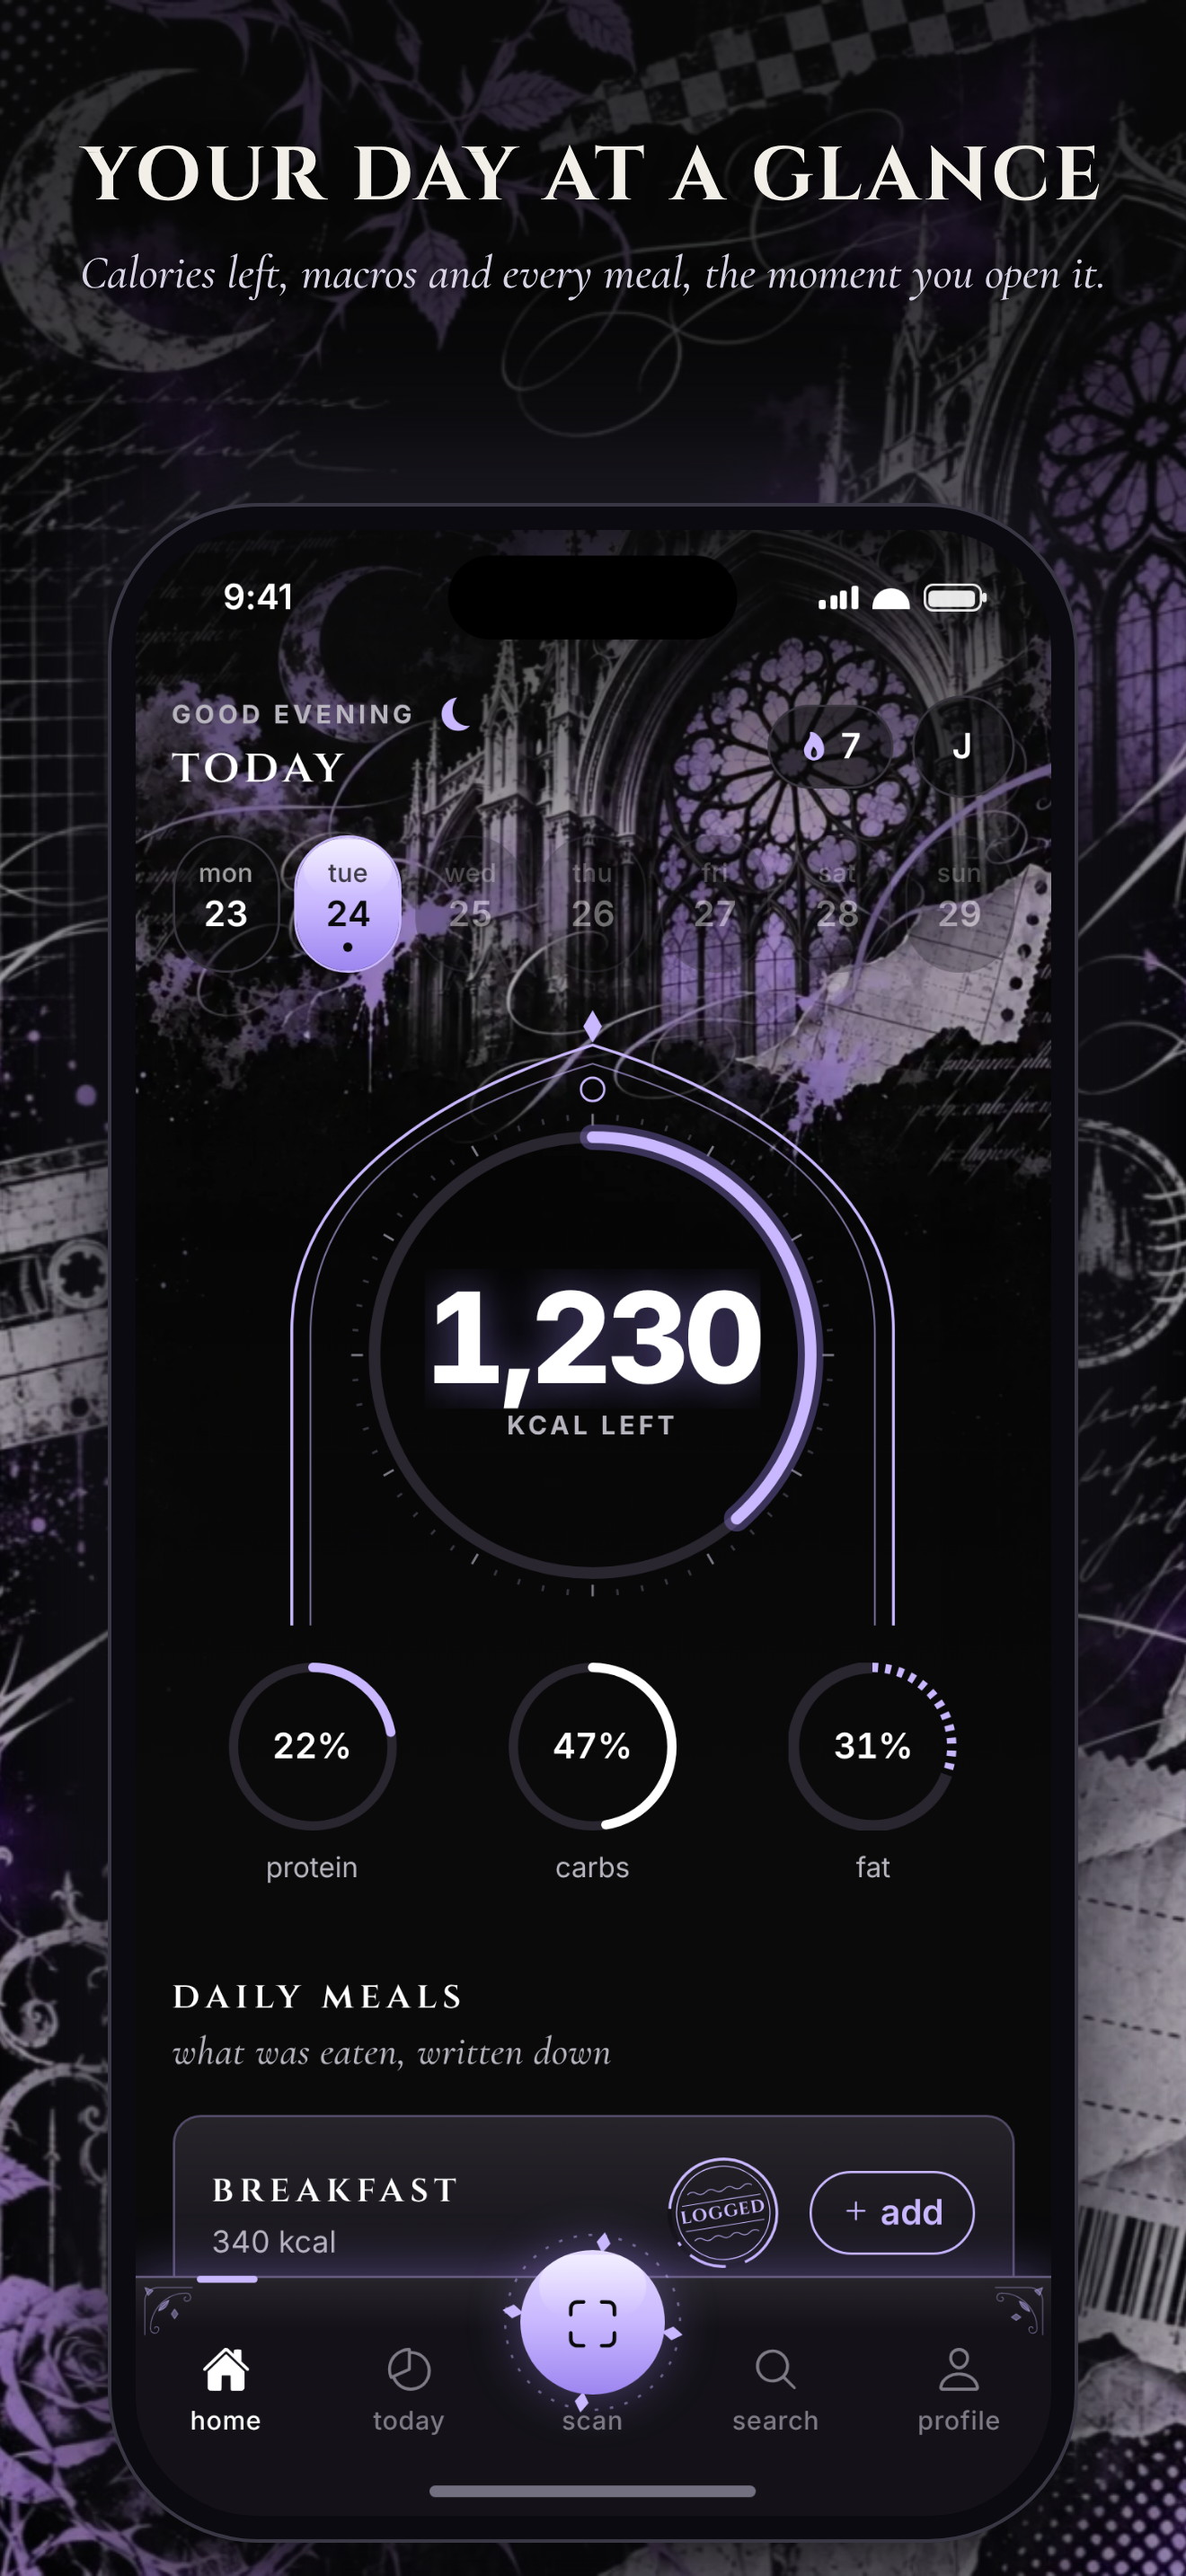 YOUR DAY AT A GLANCE
Calories left, macros and every meal, the moment you open it.
9:41
GOOD EVENING
TODAY
7
J
mon tue wed thu fri sat sun
23 24 25 26 27 28 29
1,230
KCAL LEFT
22% 47% 31%
protein carbs fat
DAILY MEALS
what was eaten, written down
BREAKFAST
340 kcal
LOGGED
+ add
home today scan search profile